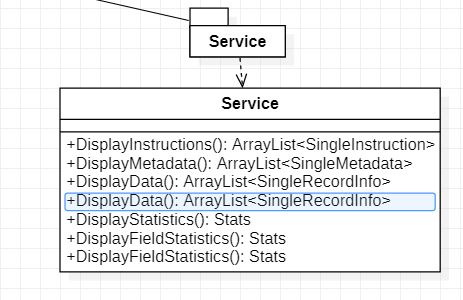 Service
Service
+DisplayInstructions(): ArrayList<SingleInstruction>
+DisplayMetadata(): ArrayList<SingleMetadata>
+DisplayData(): ArrayList<SingleRecordInfo>
+DisplayData(): ArrayList<SingleRecordInfo>
+DisplayStatistics(): Stats
+DisplayFieldStatistics(): Stats
+DisplayFieldStatistics(): Stats